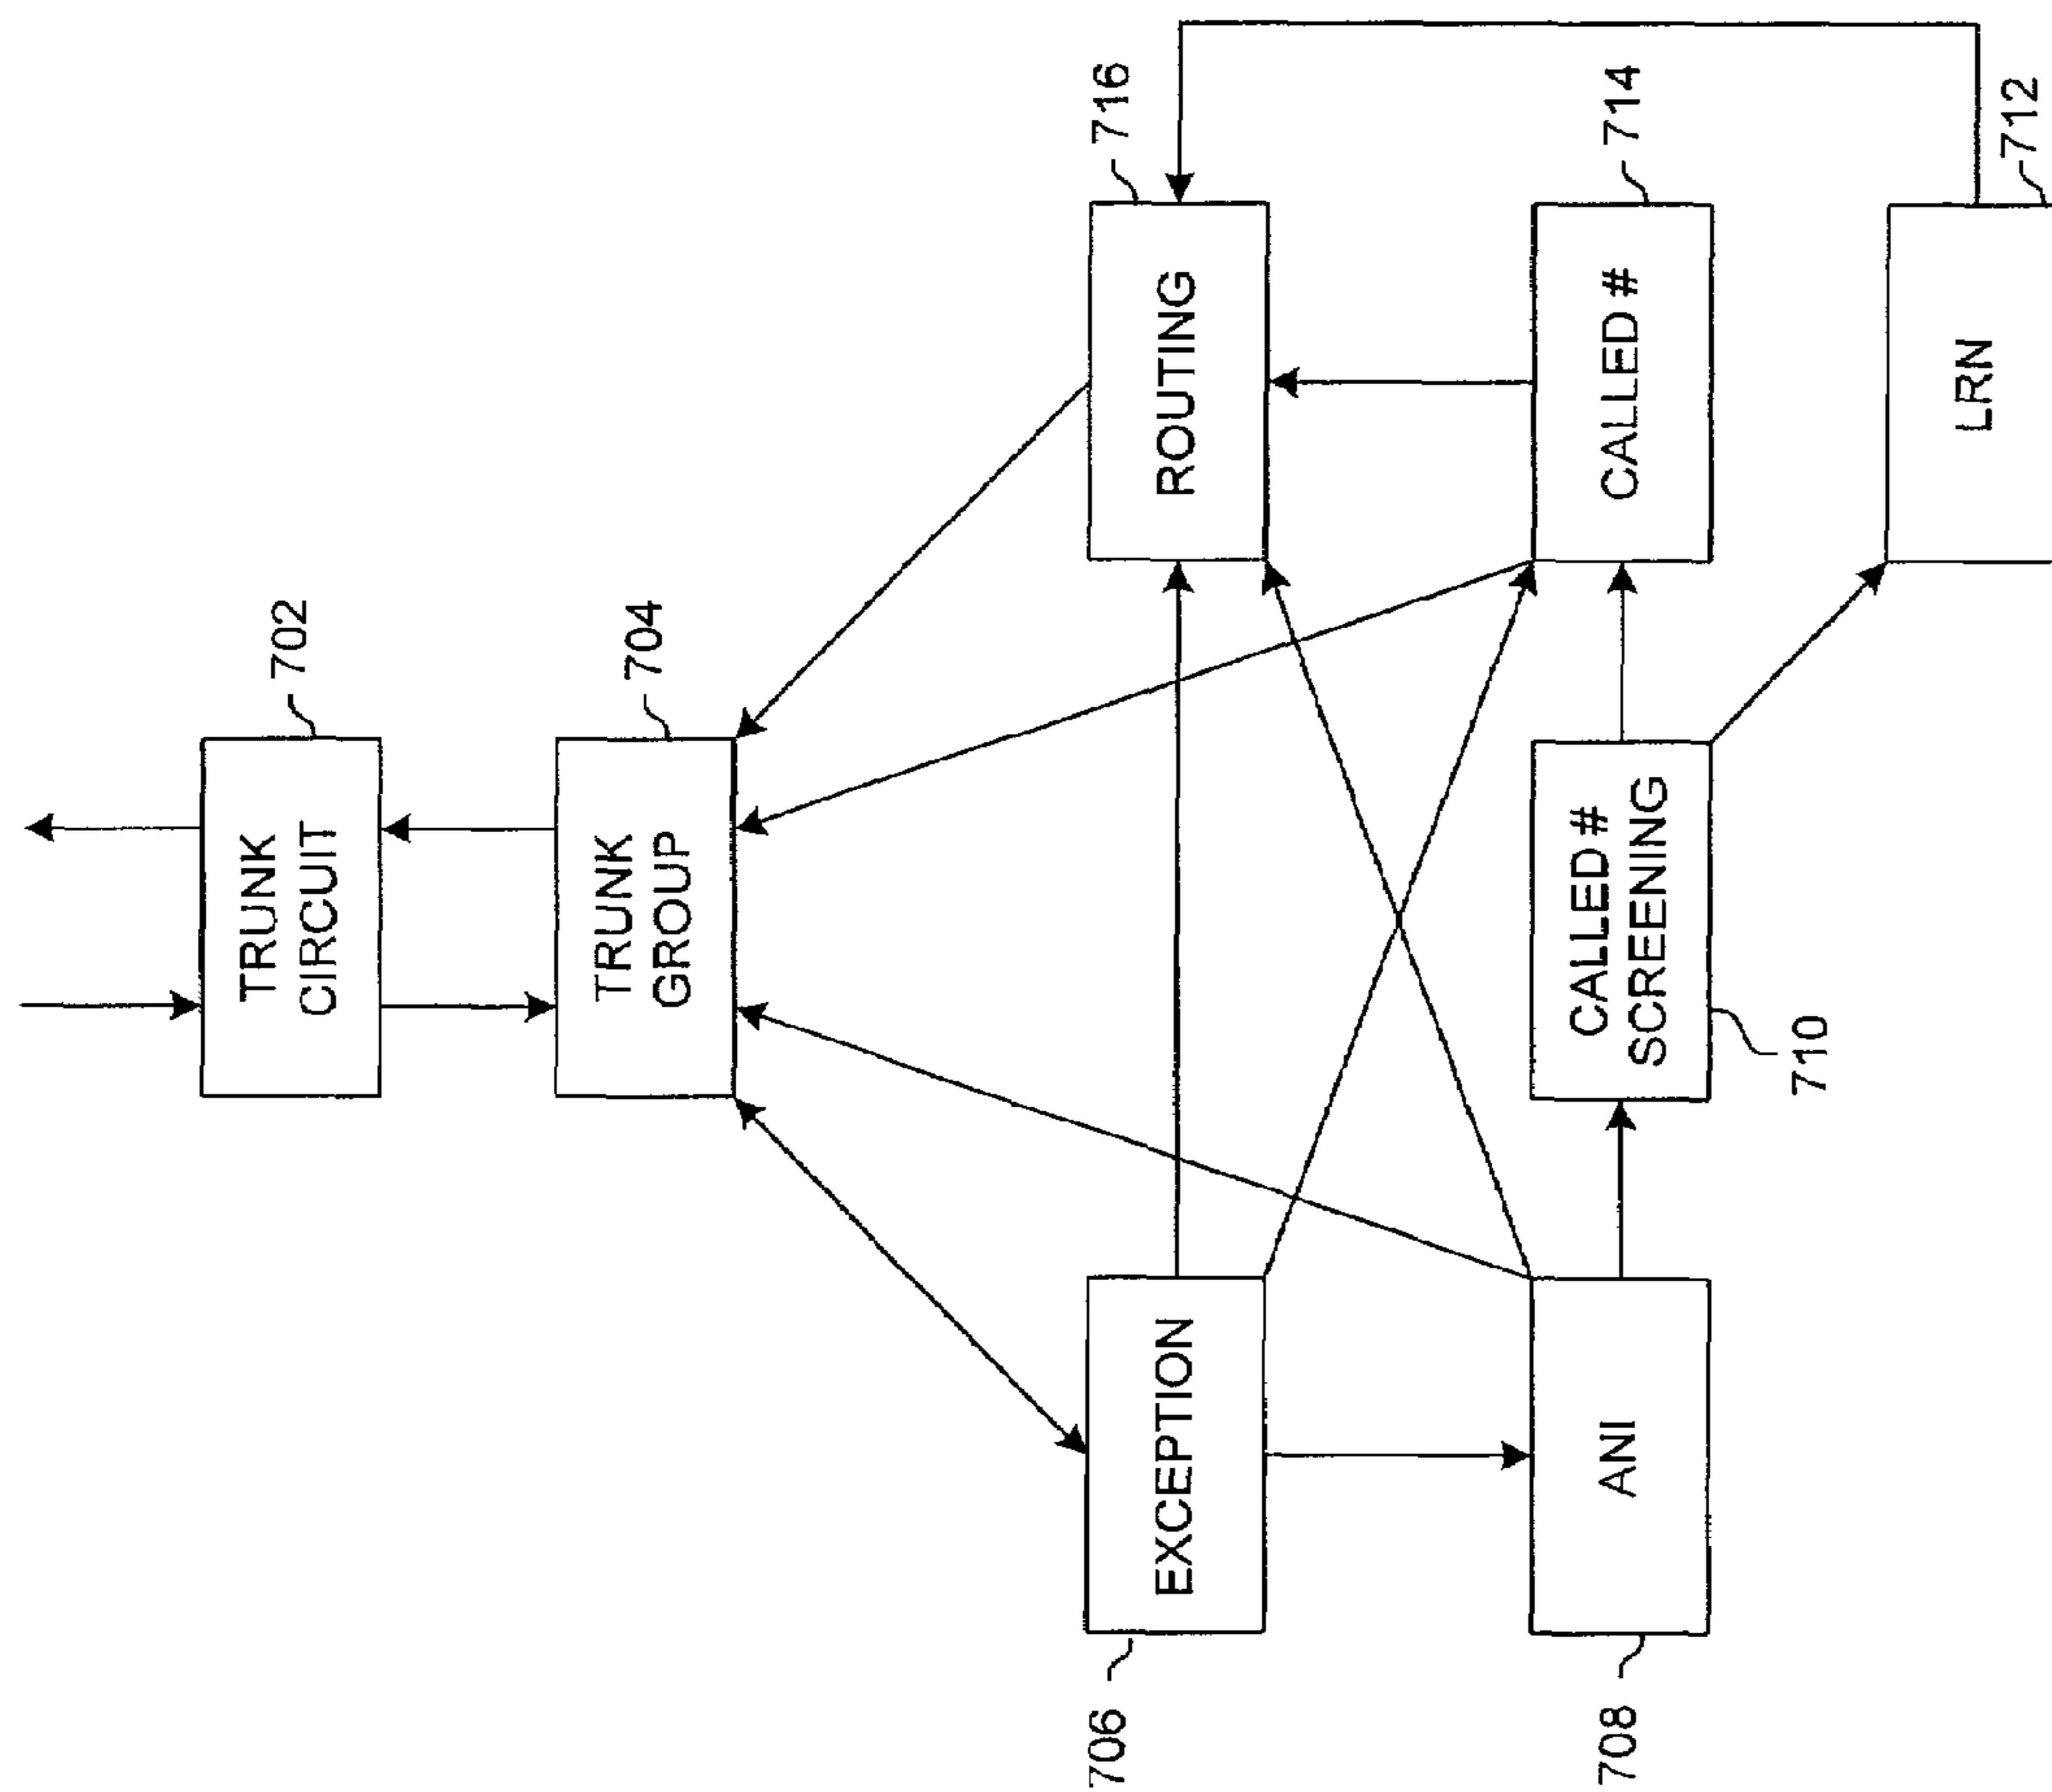 702
TRUNK
CIRCUIT
704
TRUNK
GROUP
706
EXCEPTION
716
ROUTING
708
ANI
710
CALLED #
SCREENING
714
CALLED #
712
LRN